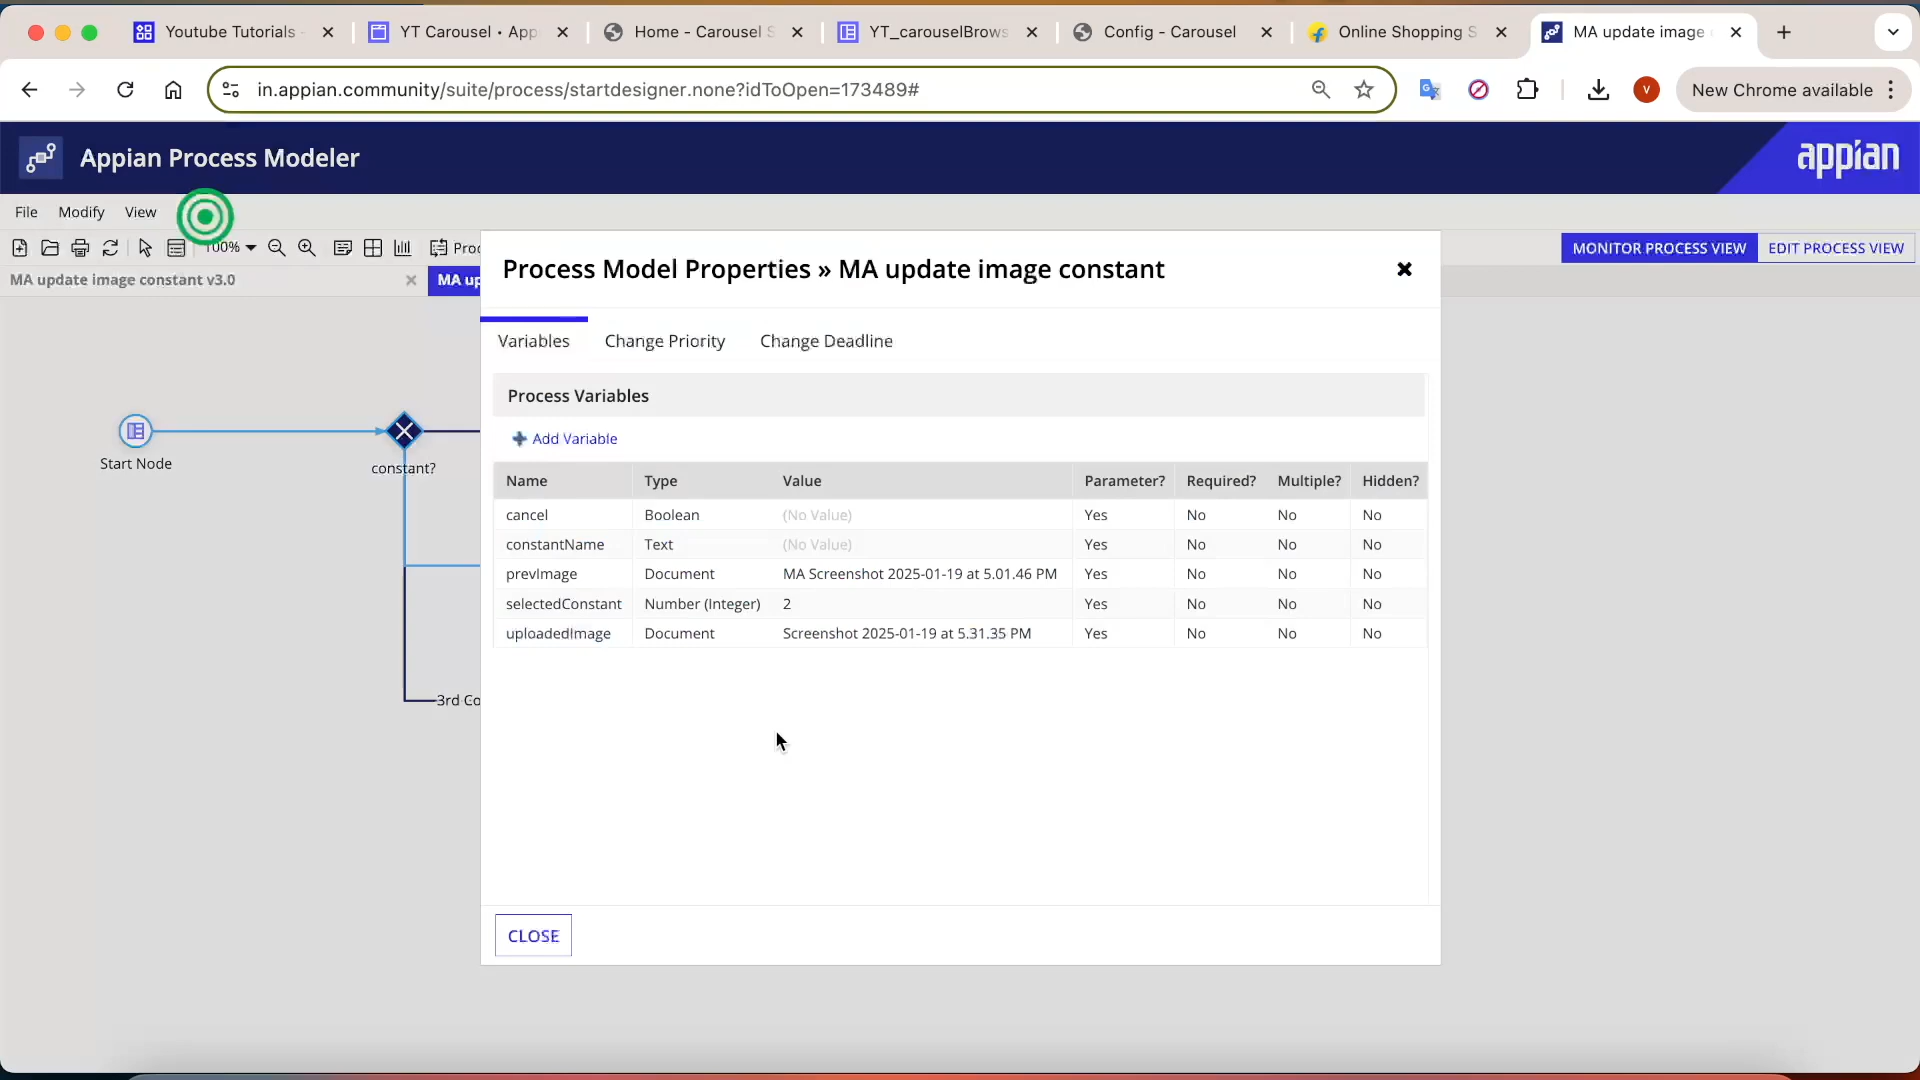 Youtube Tutorials
YT Carousel • App
Home - Carousel S
YT_carouselBrows
Config - Carousel
Online Shopping S
MA update image
in.appian.community/suite/process/startdesigner.none?idToOpen=173489#
V
New Chrome available
Appian Process Modeler
appian
File Modify View
100%
Proc
MONITOR PROCESS VIEW
EDIT PROCESS VIEW
MA update image constant v3.0
MA up
Process Model Properties » MA update image constant
Variables Change Priority Change Deadline
Process Variables
Add Variable
Name Type Value Parameter? Required? Multiple? Hidden?
cancel Boolean (No Value) Yes No No No
constantName Text (No Value) Yes No No No
prevImage Document MA Screenshot 2025-01-19 at 5.01.46 PM Yes No No No
selectedConstant Number (Integer) 2 Yes No No No
uploadedImage Document Screenshot 2025-01-19 at 5.31.35 PM Yes No No No
Start Node
constant?
3rd Co
CLOSE